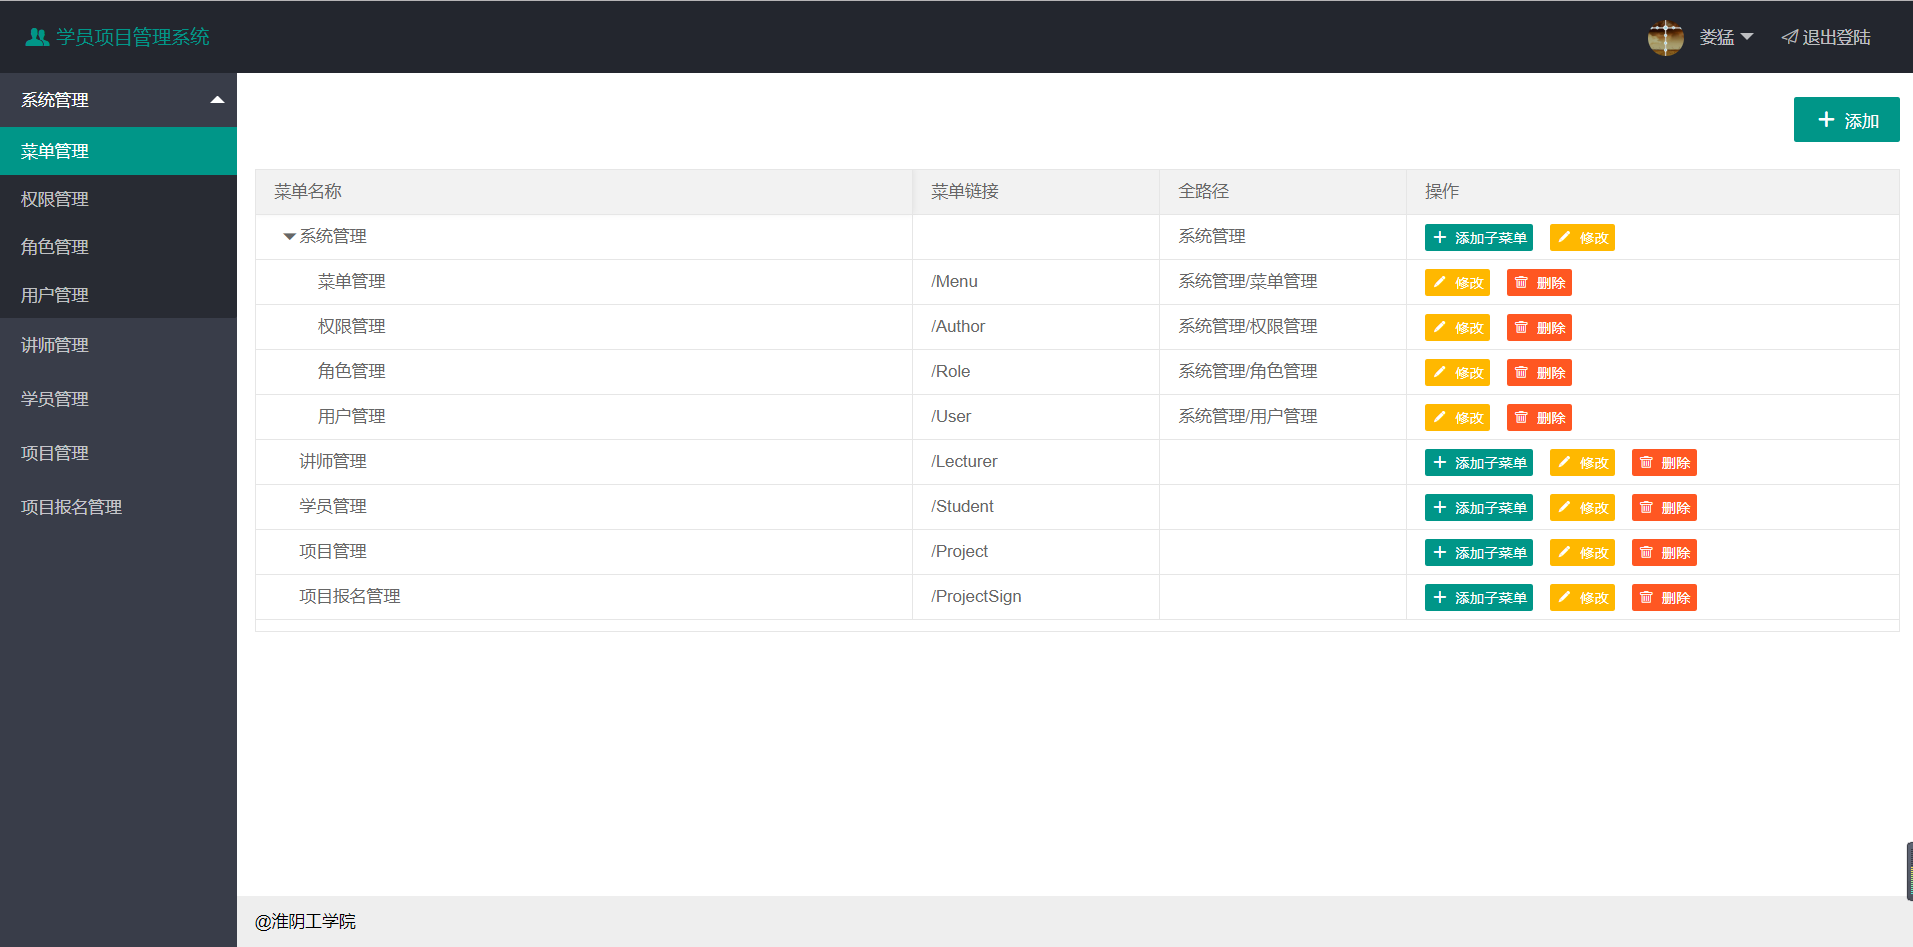 学员项目管理系统
娄猛
退出登陆
系统管理
菜单管理
权限管理
角色管理
用户管理
讲师管理
学员管理
项目管理
项目报名管理
添加
菜单名称 菜单链接 全路径 操作
系统管理 系统管理 添加子菜单 修改
菜单管理 /Menu 系统管理/菜单管理 修改 删除
权限管理 /Author 系统管理/权限管理 修改 删除
角色管理 /Role 系统管理/角色管理 修改 删除
用户管理 /User 系统管理/用户管理 修改 删除
讲师管理 /Lecturer 添加子菜单 修改 删除
学员管理 /Student 添加子菜单 修改 删除
项目管理 /Project 添加子菜单 修改 删除
项目报名管理 /ProjectSign 添加子菜单 修改 删除
@淮阴工学院